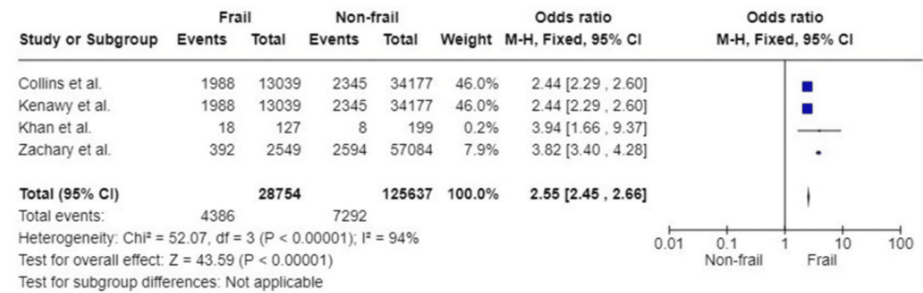 Frail Non-frail Odds ratio Odds ratio
Study or Subgroup Events Total Events Total Weight M-H, Fixed, 95% CI M-H, Fixed, 95% CI
Collins et al. 1988 13039 2345 34177 46.0% 2.44 [2.29 , 2.60]
Kenawy et al. 1988 13039 2345 34177 46.0% 2.44 [2.29 , 2.60]
Khan et al. 18 127 8 199 0.2% 3.94 [1.66 , 9.37]
Zachary et al. 392 2549 2594 57084 7.9% 3.82 [3.40 , 4.28]
Total (95% CI) 28754 125637 100.0% 2.55 [2.45 , 2.66]
Total events: 4386 7292
Heterogeneity: Chi² = 52.07, df = 3 (P < 0.00001); I² = 94%
0.01 0.1 1 10 100
Test for overall effect: Z = 43.59 (P < 0.00001)
Non-frail Frail
Test for subgroup differences: Not applicable